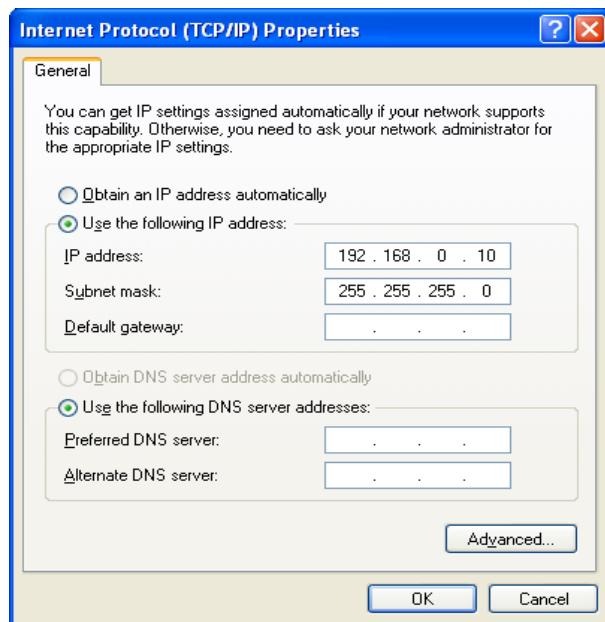 Internet Protocol (TCP/IP) Properties
General
You can get IP settings assigned automatically if your network supports
this capability. Otherwise, you need to ask your network administrator for
the appropriate IP settings.
Obtain an IP address automatically
Use the following IP address:
IP address: 192 . 168 . 0 . 10
Subnet mask: 255 . 255 . 255 . 0
Default gateway: . . .
Obtain DNS server address automatically
Use the following DNS server addresses:
Preferred DNS server: . . .
Alternate DNS server: . . .
Advanced...
OK Cancel